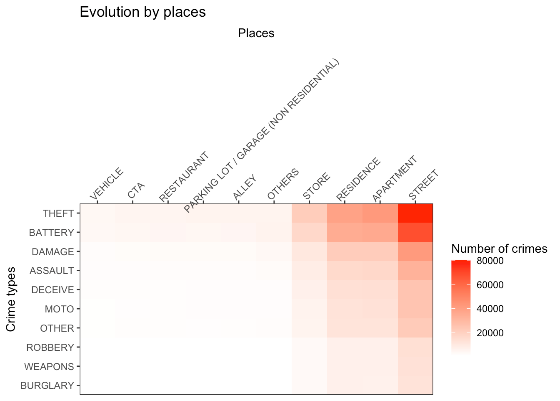 Evolution by places
Places
VEHICLE
CTA
RESTAURANT
PARKING LOT / GARAGE (NON RESIDENTIAL)
ALLEY
OTHERS
STORE
RESIDENCE
APARTMENT
STREET
Crime types
THEFT
BATTERY
DAMAGE
ASSAULT
DECEIVE
MOTO
OTHER
ROBBERY
WEAPONS
BURGLARY
Number of crimes
80000
60000
40000
20000